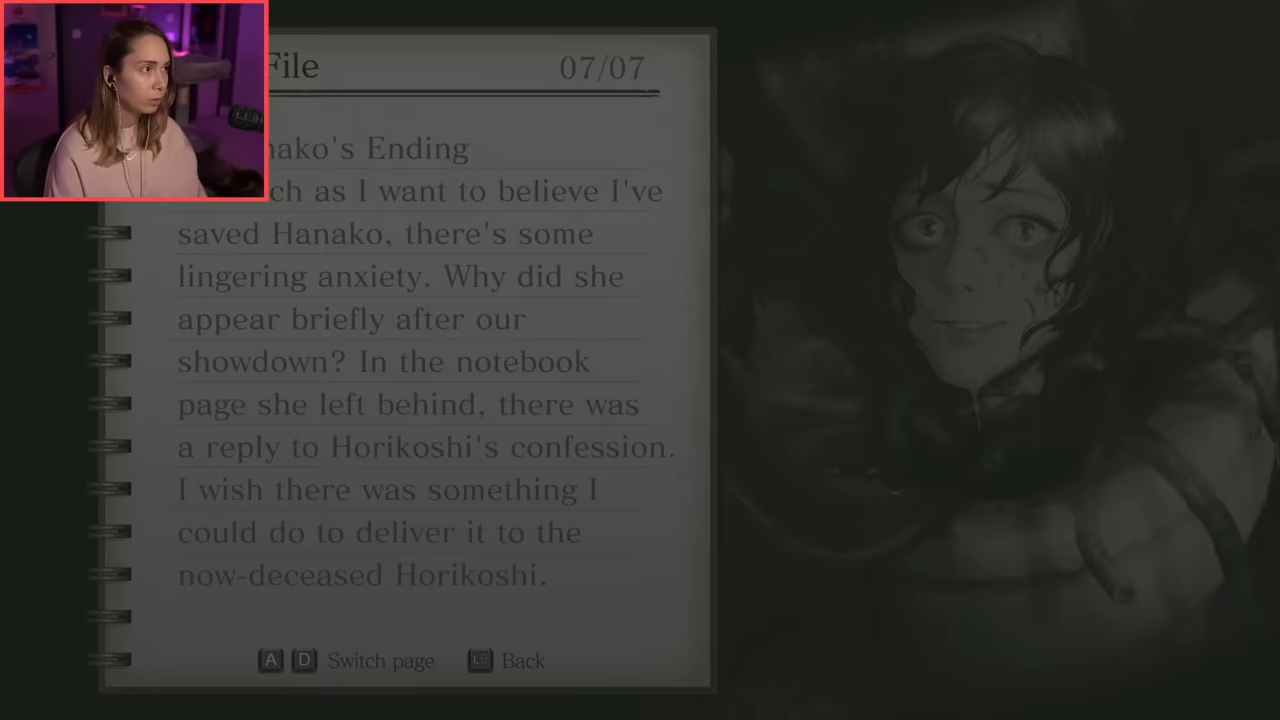 File
07/07
nako's Ending
ch as I want to believe I've
saved Hanako, there's some
lingering anxiety. Why did she
appear briefly after our
showdown? In the notebook
page she left behind, there was
a reply to Horikoshi's confession.
I wish there was something I
could do to deliver it to the
now-deceased Horikoshi.
A D Switch page
Back